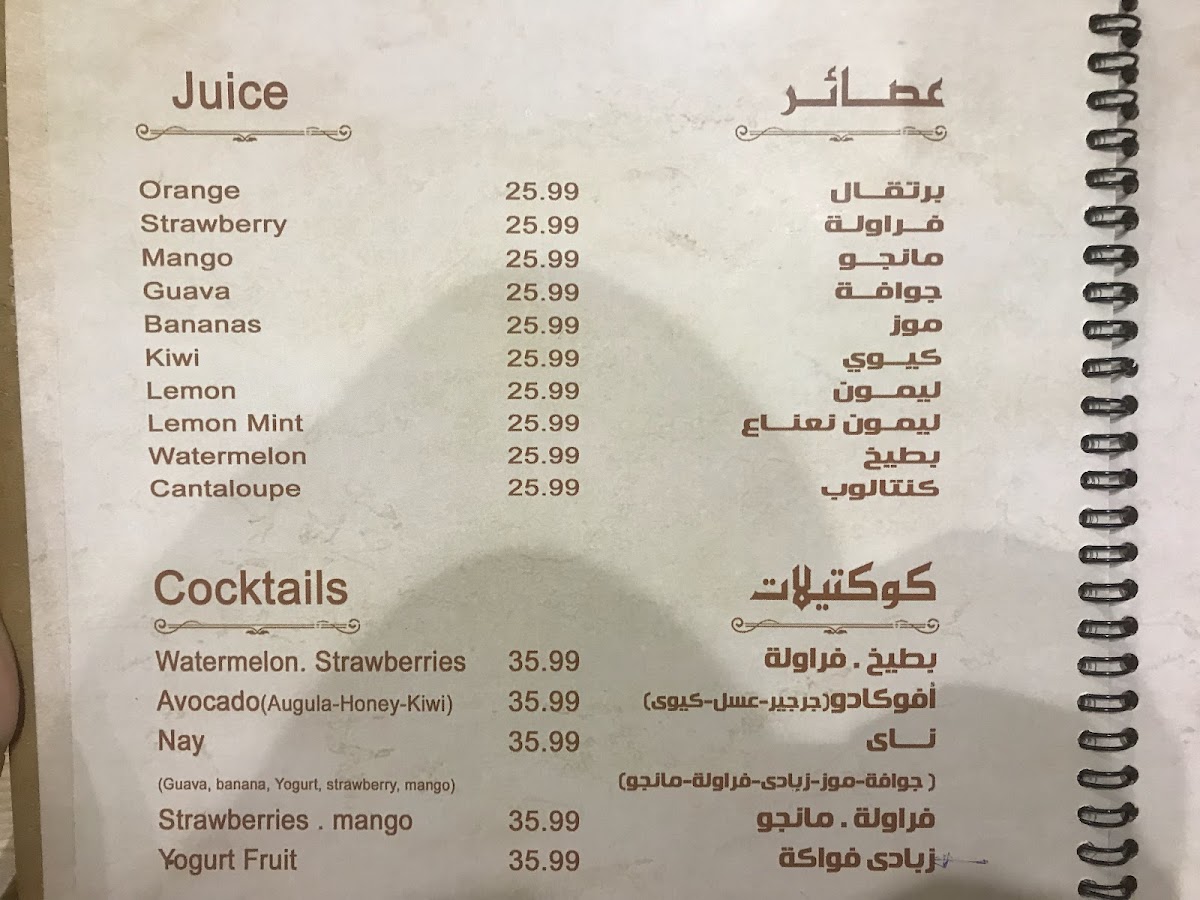 Juice عصائر
Orange 25.99 برتقال
Strawberry 25.99 فراولة
Mango 25.99 مانجو
Guava 25.99 جوافة
Bananas 25.99 موز
Kiwi 25.99 كيوي
Lemon 25.99 ليمون
Lemon Mint 25.99 ليمون نعناع
Watermelon 25.99 بطيخ
Cantaloupe 25.99 كنتالوب
Cocktails كوكتيلات
Watermelon. Strawberries 35.99 بطيخ . فراولة
Avocado(Augula-Honey-Kiwi) 35.99 أفوكادو(جرجير-عسل-كيوى)
Nay 35.99 ناى
(Guava, banana, Yogurt, strawberry, mango) (جوافة-موز-زبادى-فراولة-مانجو )
Strawberries . mango 35.99 فراولة . مانجو
Yogurt Fruit 35.99 زبادى فواكة